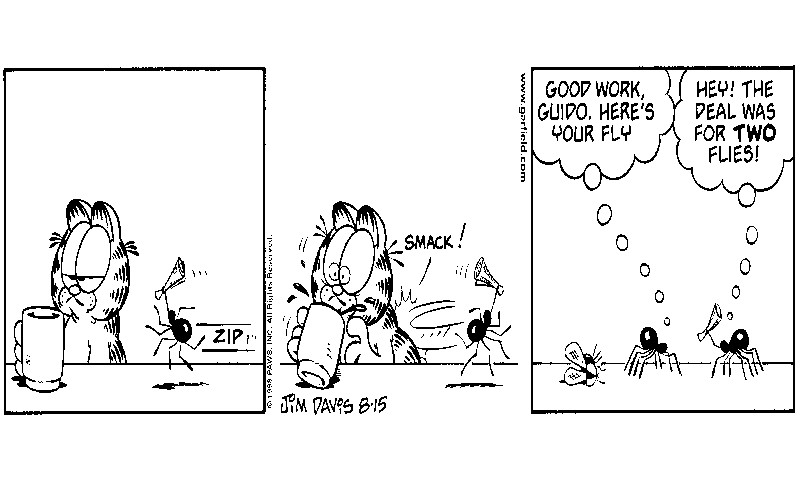 ZIP
© 1998 PAWS, INC. All Rights Reserved.
SMACK!
JIM DAVIS 8·15
www.garfield.com
GOOD WORK,
GUIDO. HERE'S
YOUR FLY
HEY! THE
DEAL WAS
FOR TWO
FLIES!